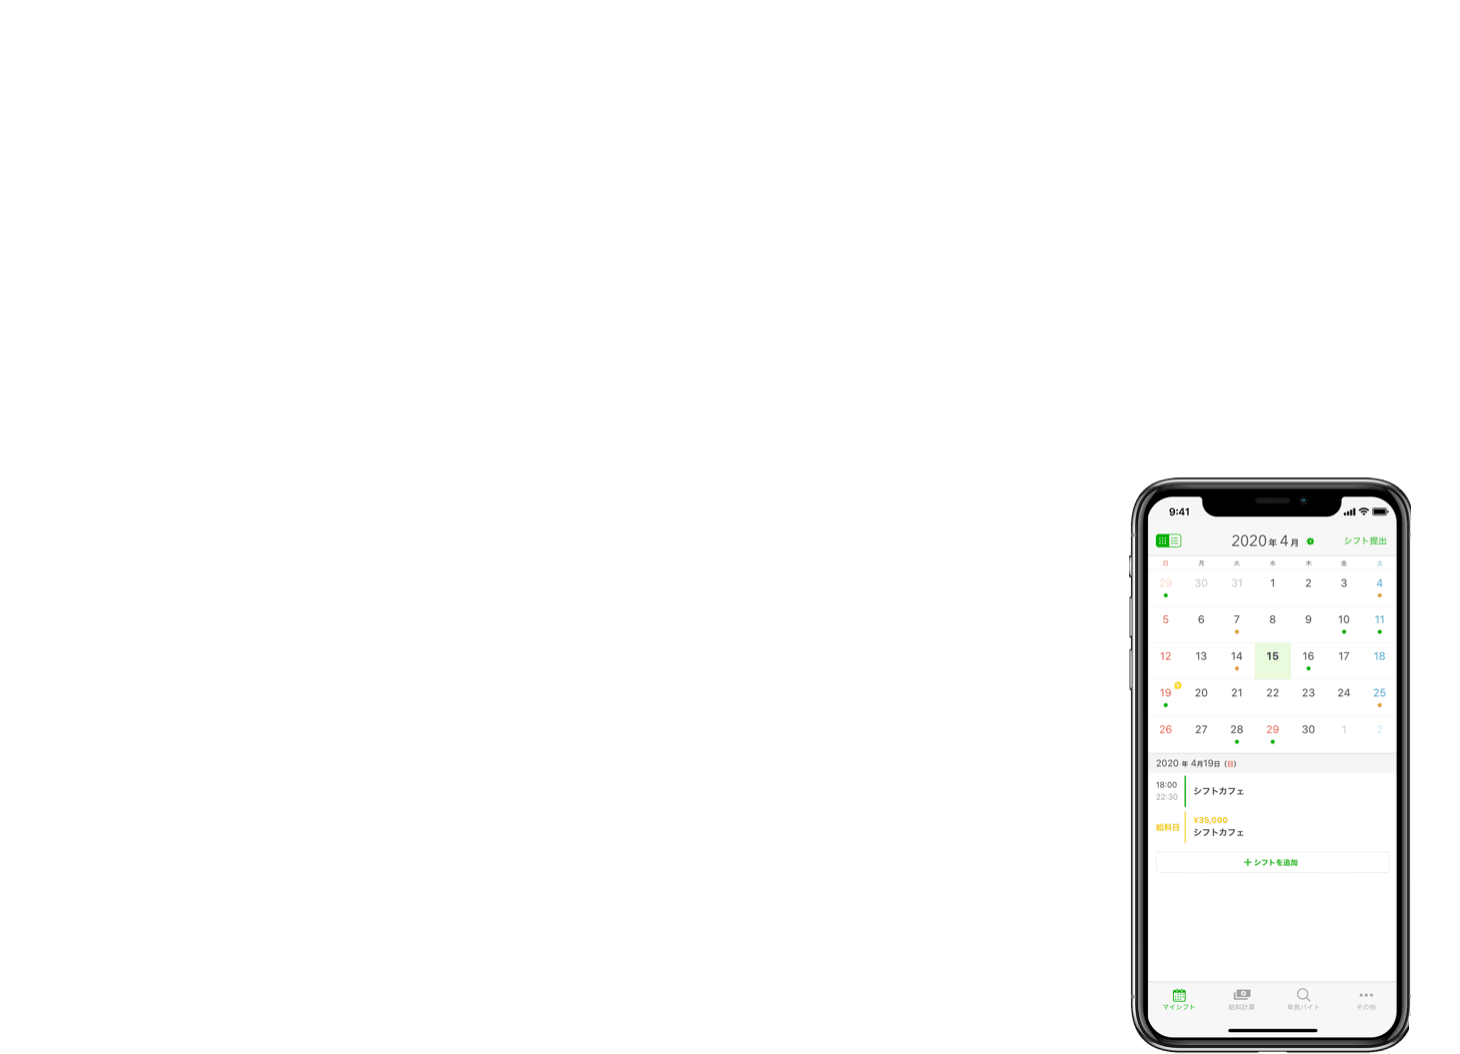 9:41
2020年 4月 シフト提出
日 月 火 水 木 金 土
29 30 31 1 2 3 4
5 6 7 8 9 10 11
12 13 14 15 16 17 18
19 20 21 22 23 24 25
26 27 28 29 30 1 2
2020 年 4月19日 (日)
18:00
22:30
シフトカフェ
給料日
¥35,000
シフトカフェ
+ シフトを追加
マイシフト 給料計算 単発バイト その他